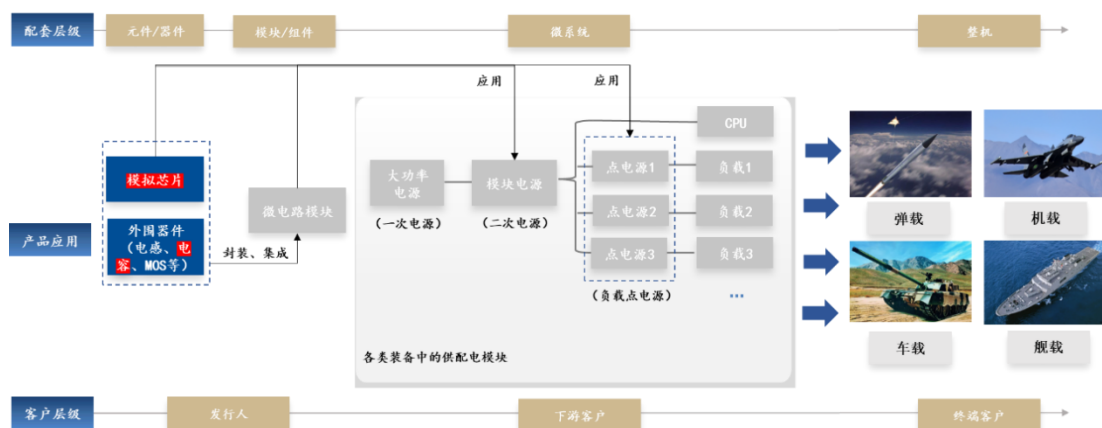 配套层级
元件/器件
模块/组件
微系统
整机
应用
应用
CPU
模拟芯片
大功率
电源
模块电源
点电源1
负载1
微电路模块
(一次电源)
(二次电源)
点电源2
负载2
弹载
机载
产品应用
外围器件
(电感、电
容、MOS等)
封装、集成
点电源3
负载3
(负载点电源)
...
各类装备中的供配电模块
车载
舰载
客户层级
发行人
下游客户
终端客户